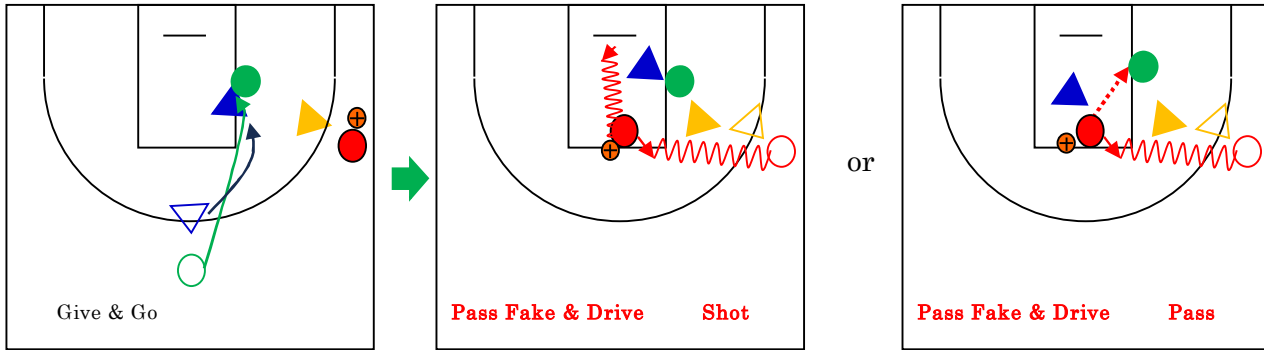 or
Give & Go
Pass Fake & Drive Shot
Pass Fake & Drive Pass